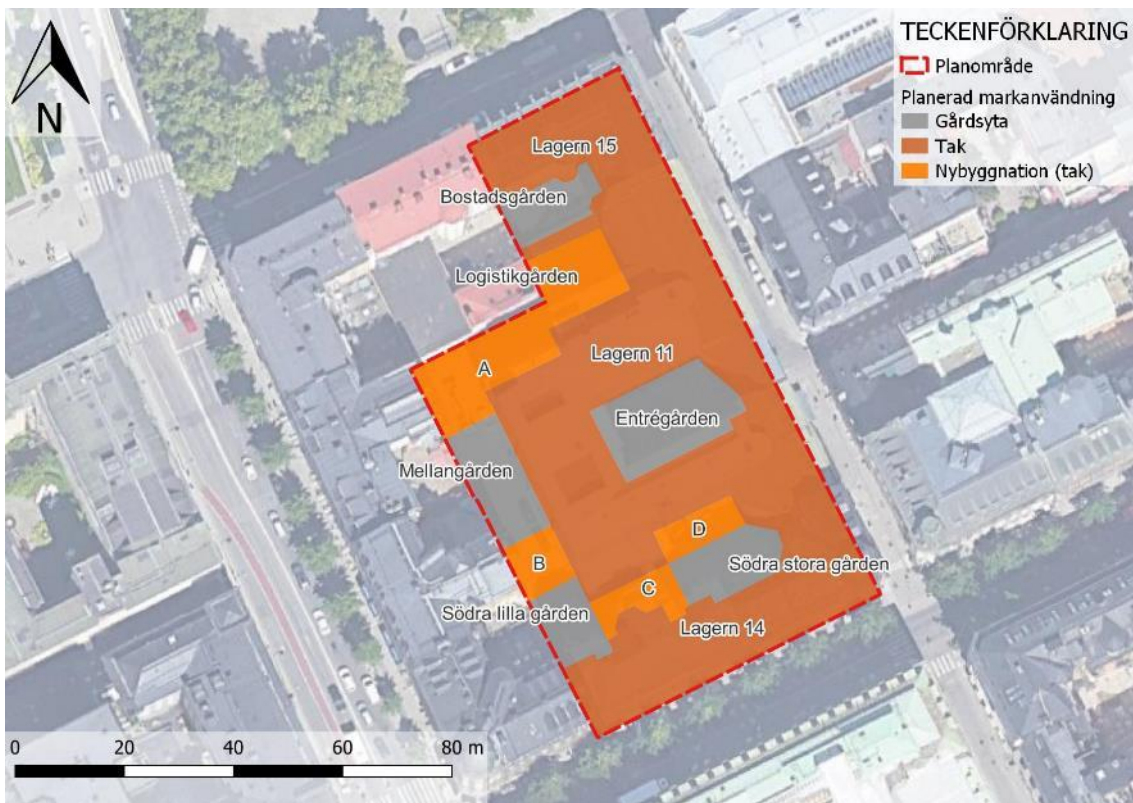 N
TECKENFÖRKLARING
Planområde
Planerad markanvändning
Gårdsyta
Tak
Nybyggnation (tak)
Lagern 15
Bostadsgården
Logistikgården
A
Lagern 11
Entrégården
Mellangården
D
B
Södra stora gården
C
Södra lilla gården
Lagern 14
0 20 40 60 80 m